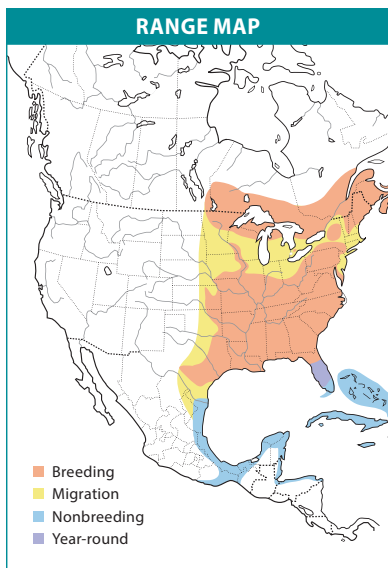 RANGE MAP
Breeding
Migration
Nonbreeding
Year-round